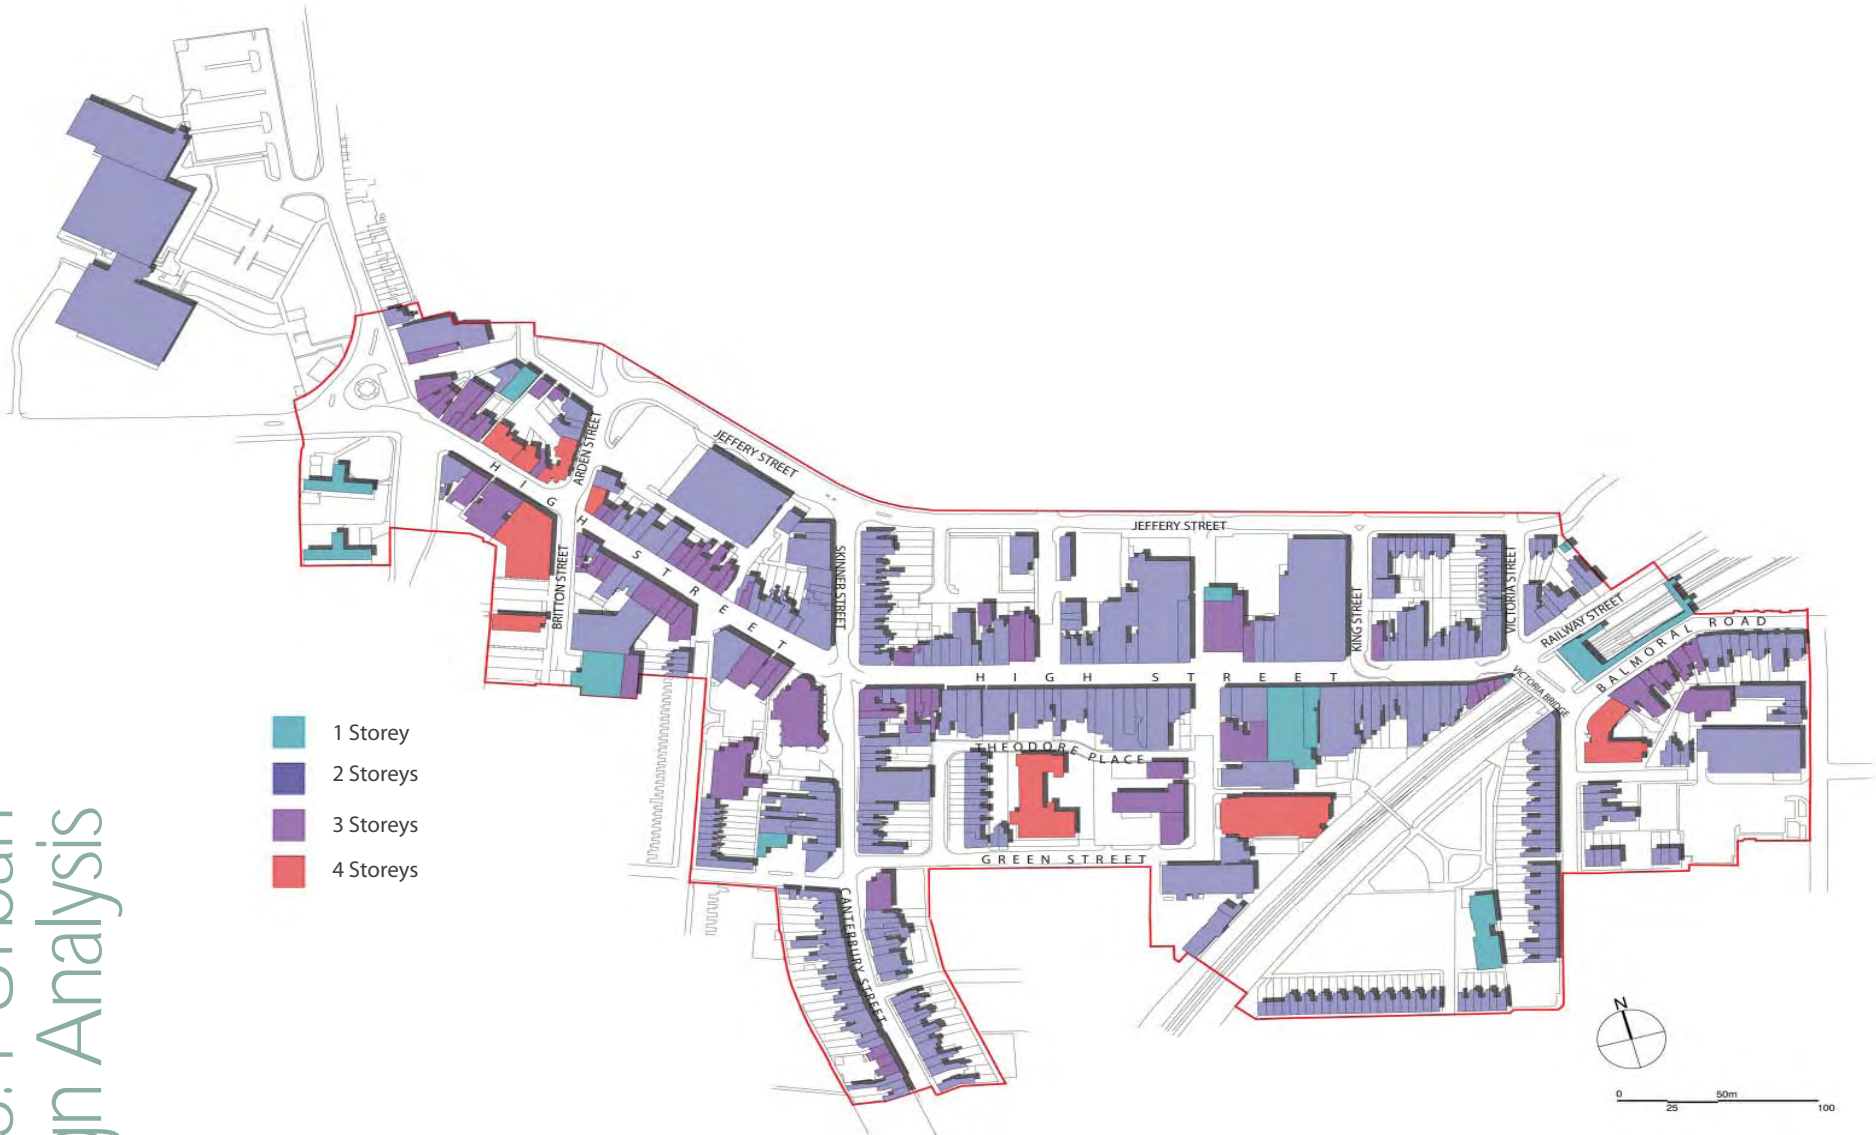 Analysis
JEFFERY STREET
ARDEN STREET
HIGH STREET
BRITTON STREET
SKINNER STREET
JEFFERY STREET
KING STREET
VICTORIA STREET
RAILWAY STREET
BALMORAL ROAD
VICTORIA BRIDGE
HIGH STREET
THEODORE PLACE
GREEN STREET
CANTERBURY STREET
1 Storey
2 Storeys
3 Storeys
4 Storeys
N
0 50m
25 100